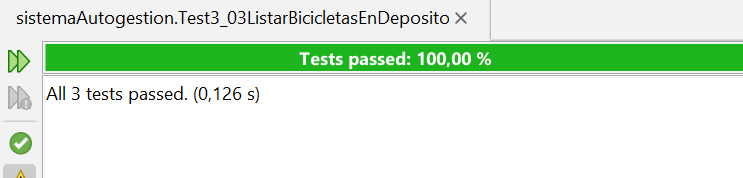 sistemaAutogestion.Test3_03ListarBicicletasEnDeposito
Tests passed: 100,00 %
All 3 tests passed. (0,126 s)